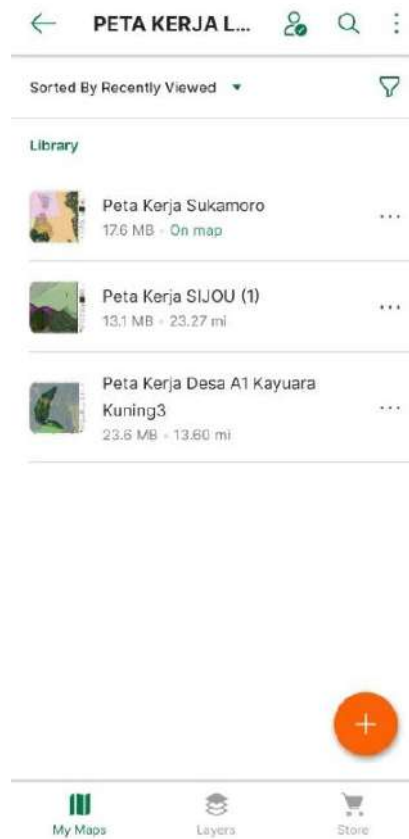 PETA KERJA L...
Sorted By Recently Viewed
Library
Peta Kerja Sukamoro
17.6 MB - On map
Peta Kerja SIJOU (1)
13.1 MB - 23.27 mi
Peta Kerja Desa A1 Kayuara
Kuning3
23.6 MB - 13.60 mi
My Maps
Layers
Store